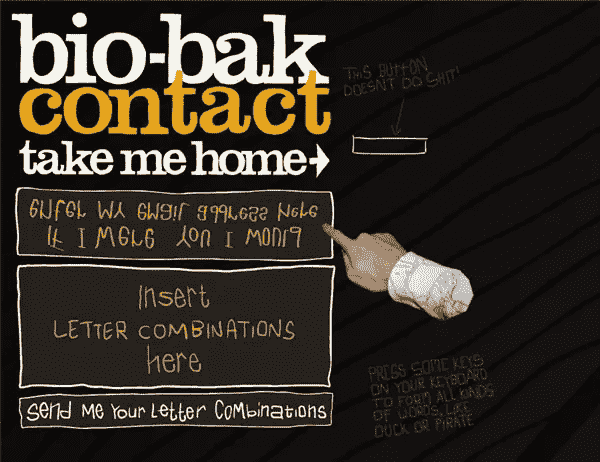 bio-bak
contact
take me home
THIS BUTTON
DOESNT DO SHIT!
If I were you I would
enter my email address here
Insert
LETTER COMBINATIONS
here
Send Me Your Letter Combinations
PRESS SOME KEYS
ON YOUR KEYBOARD
TO FORM ALL KINDS
OF WORDS, LIKE
DUCK OR PIRATE